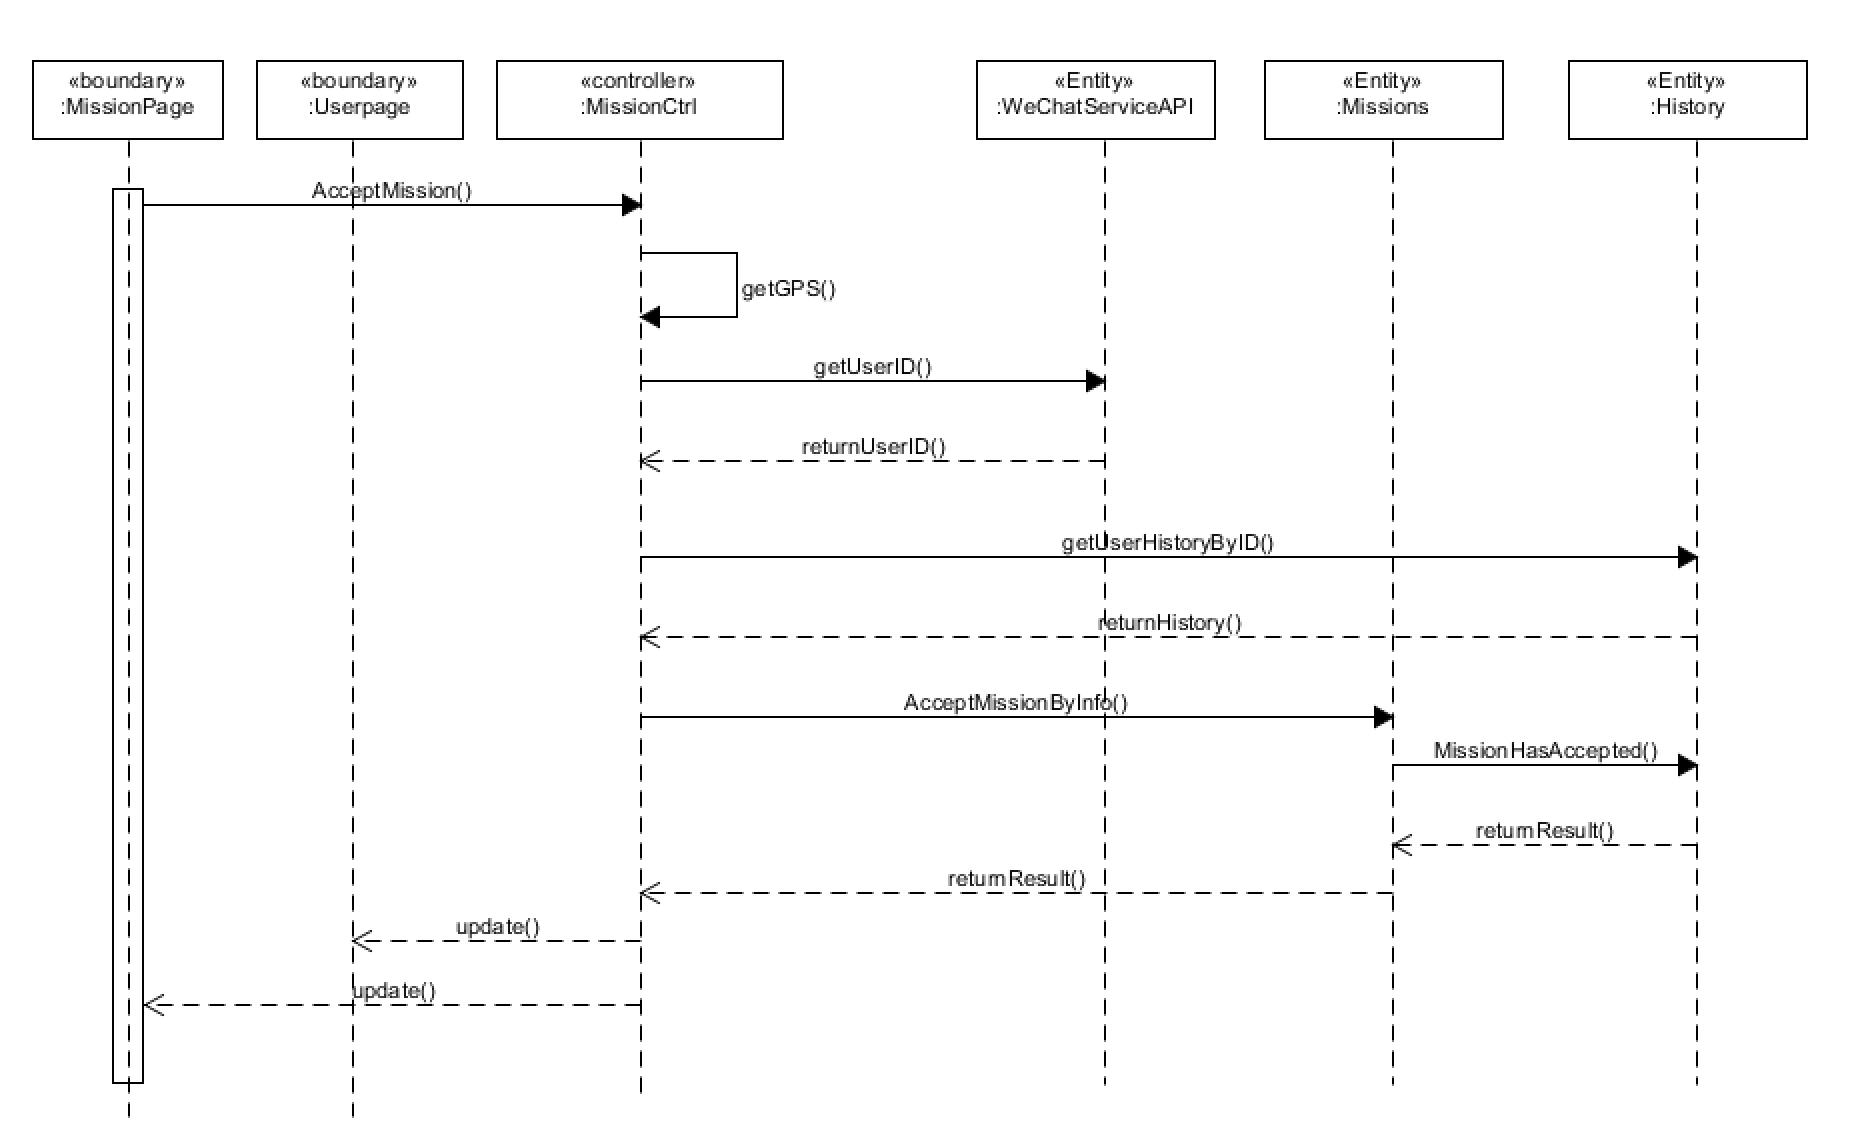 «boundary»
:MissionPage
«boundary»
:Userpage
«controller»
:MissionCtrl
«Entity»
:WeChatServiceAPI
«Entity»
:Missions
«Entity»
:History
AcceptMission()
getGPS()
getUserID()
returnUserID()
getUserHistoryByID()
returnHistory()
AcceptMissionByInfo()
MissionHasAccepted()
returnResult()
returnResult()
update()
update()